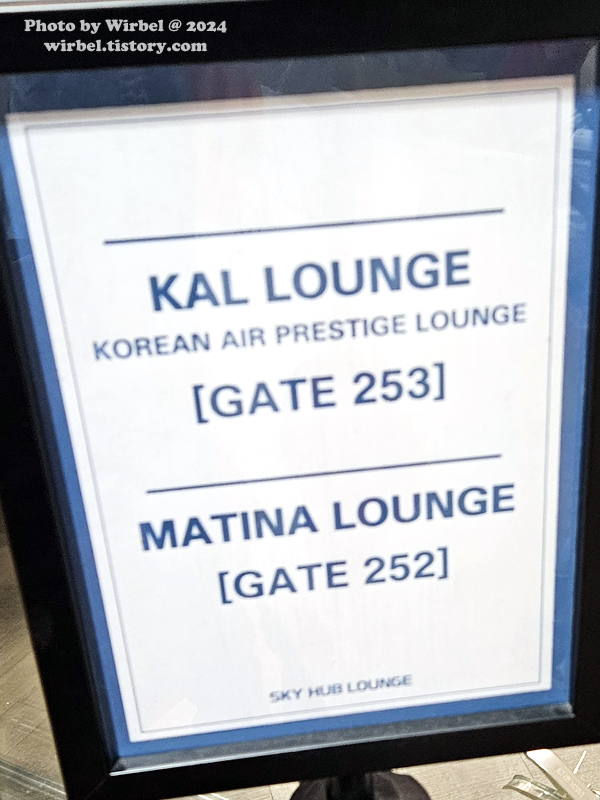 Photo by Wirbel @ 2024
wirbel.tistory.com
KAL LOUNGE
KOREAN AIR PRESTIGE LOUNGE
[GATE 253]
MATINA LOUNGE
[GATE 252]
SKY HUB LOUNGE